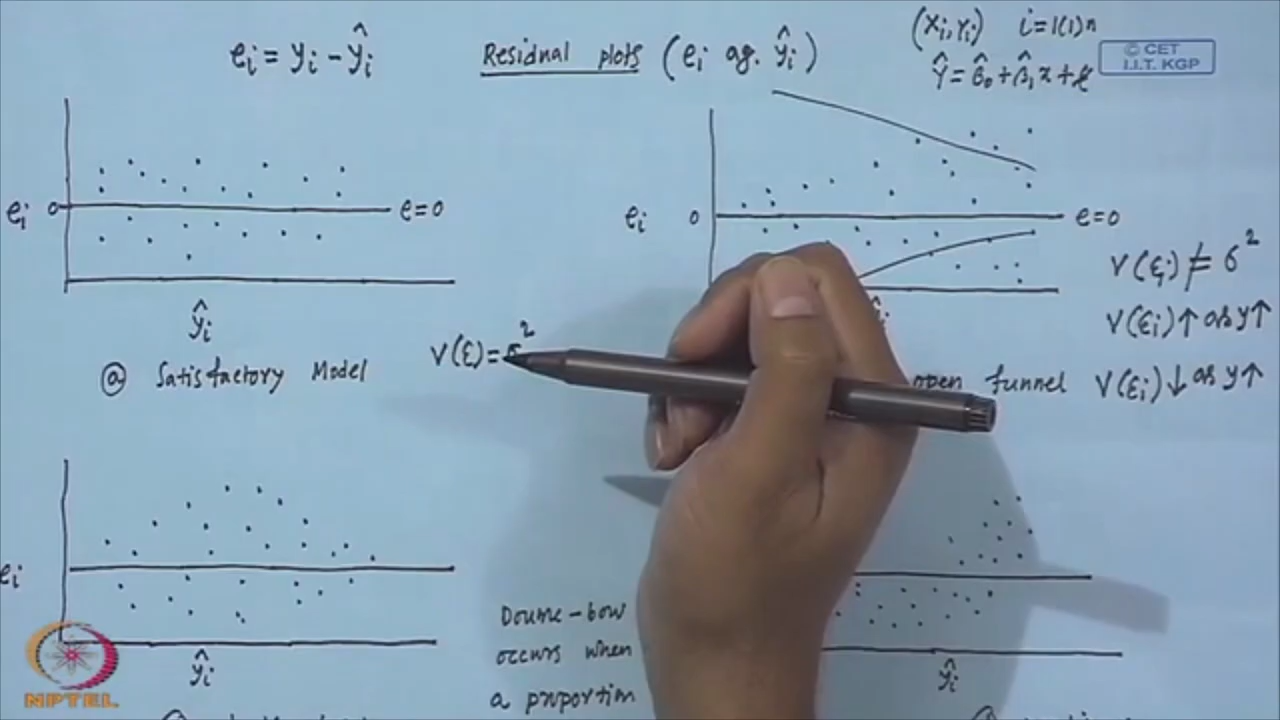 eᵢ = yᵢ - ŷᵢ
Residual plots (eᵢ ag. ŷᵢ)
(xᵢ, yᵢ) i = 1(1)n
Ŷ = β̂₀ + β̂₁x +
© CET
I.I.T. KGP
eᵢ
0
e=0
ŷᵢ
ⓐ Satisfactory Model
V(ε) = σ²
eᵢ
0
e=0
open funnel
V(εᵢ) ≠ σ²
V(εᵢ)↑ as y↑
V(εᵢ)↓ as y↑
eᵢ
ŷᵢ
Double-bow
occurs when
a proportion
ŷᵢ
NPTEL